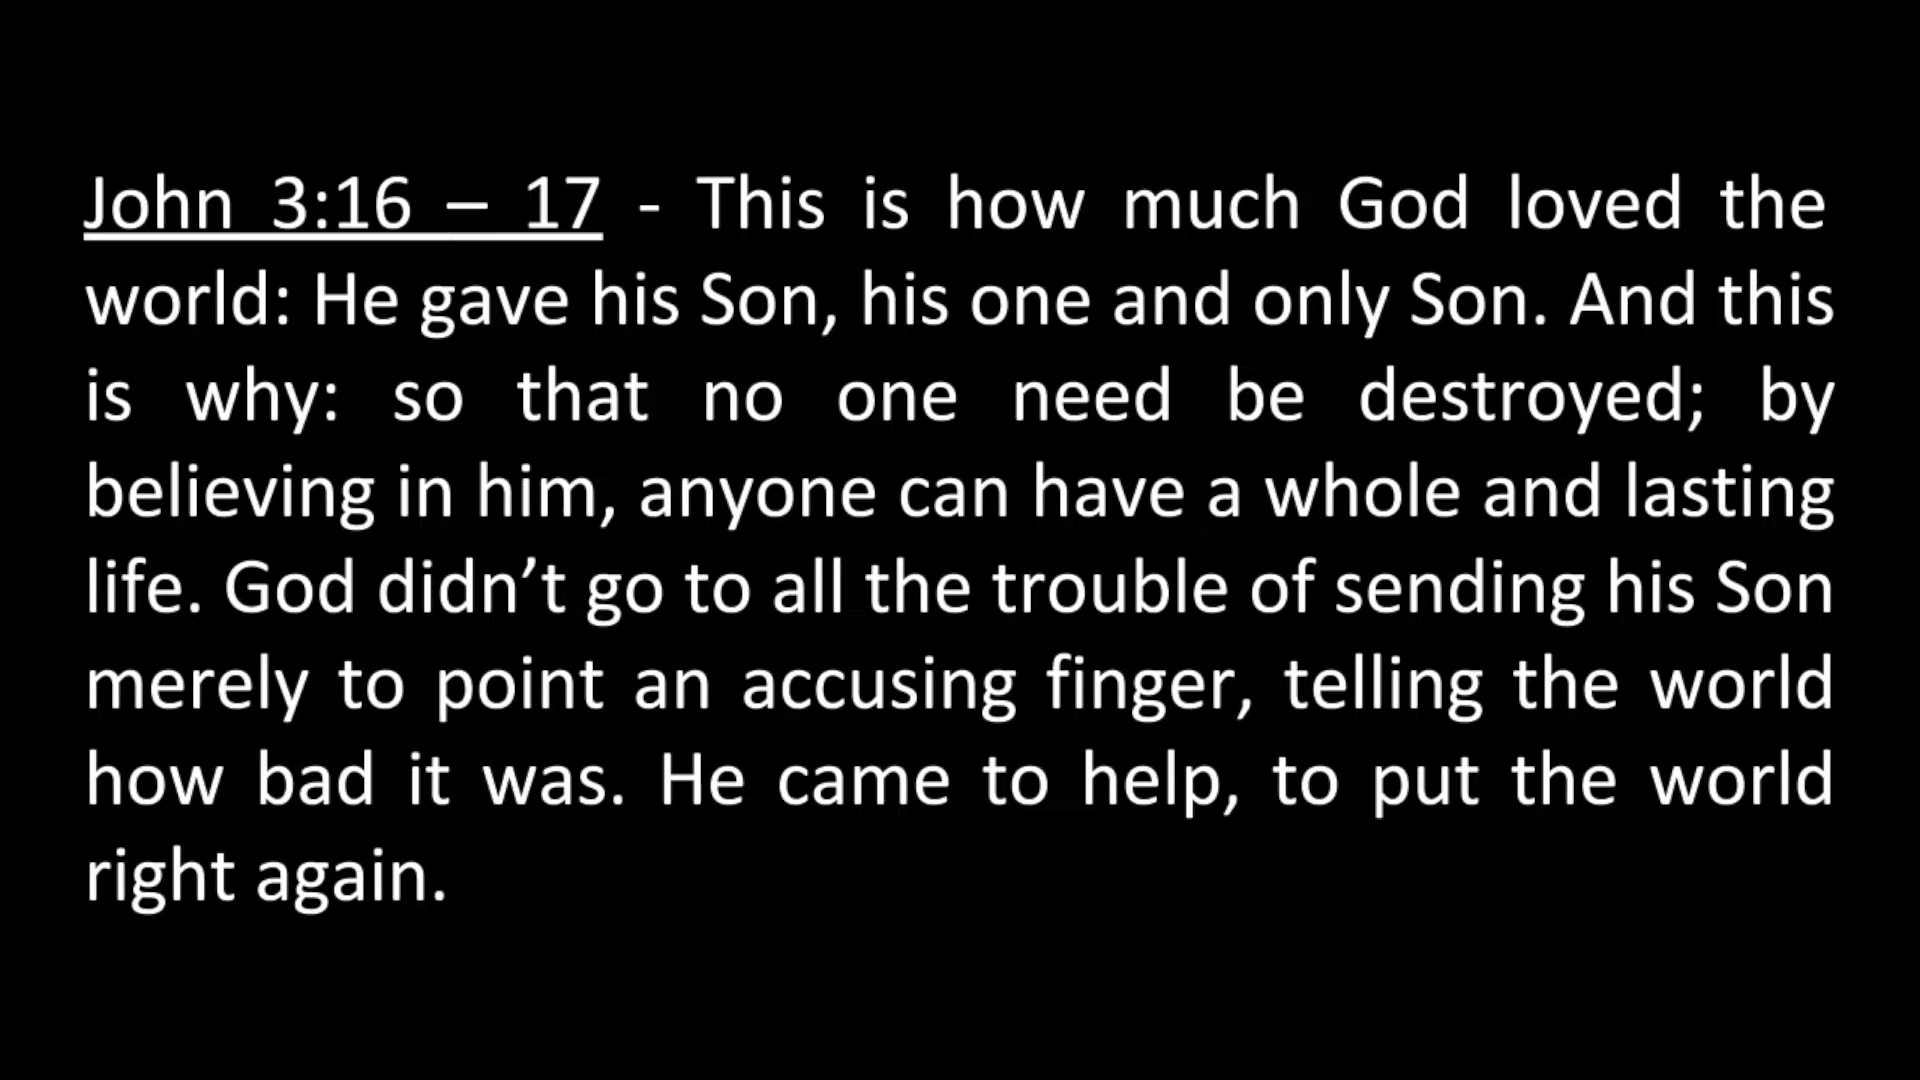 John 3:16 – 17 - This is how much God loved the
world: He gave his Son, his one and only Son. And this
is why: so that no one need be destroyed; by
believing in him, anyone can have a whole and lasting
life. God didn’t go to all the trouble of sending his Son
merely to point an accusing finger, telling the world
how bad it was. He came to help, to put the world
right again.